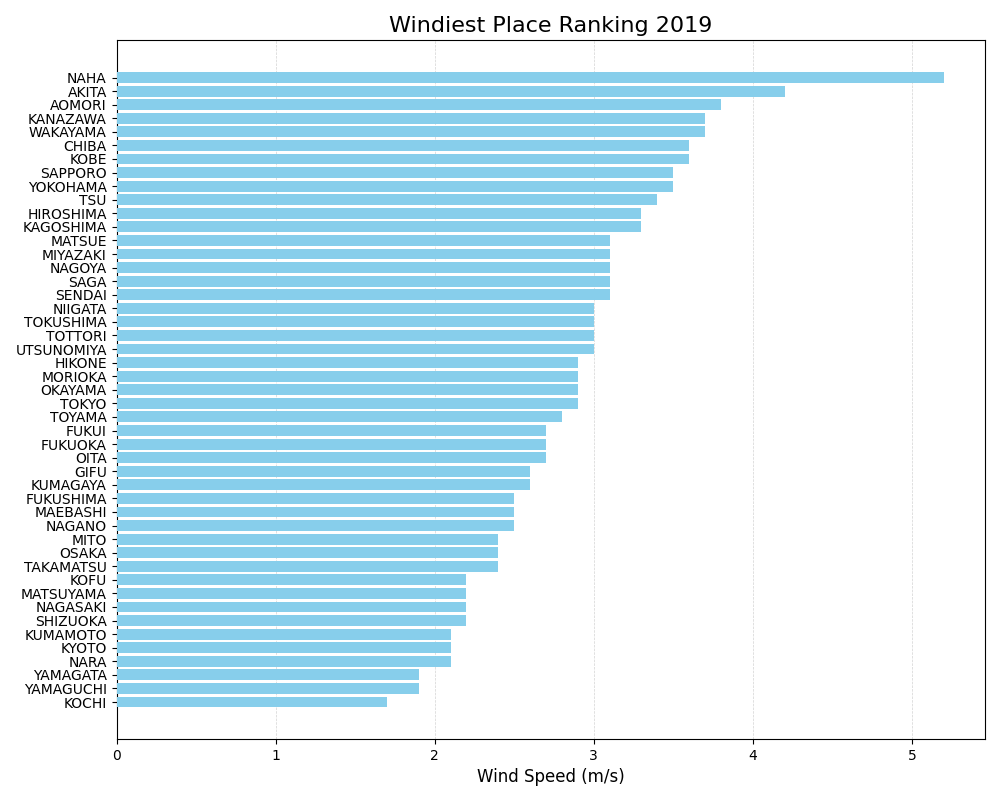 Windiest Place Ranking 2019
NAHA
AKITA
AOMORI
KANAZAWA
WAKAYAMA
CHIBA
KOBE
SAPPORO
YOKOHAMA
TSU
HIROSHIMA
KAGOSHIMA
MATSUE
MIYAZAKI
NAGOYA
SAGA
SENDAI
NIIGATA
TOKUSHIMA
TOTTORI
UTSUNOMIYA
HIKONE
MORIOKA
OKAYAMA
TOKYO
TOYAMA
FUKUI
FUKUOKA
OITA
GIFU
KUMAGAYA
FUKUSHIMA
MAEBASHI
NAGANO
MITO
OSAKA
TAKAMATSU
KOFU
MATSUYAMA
NAGASAKI
SHIZUOKA
KUMAMOTO
KYOTO
NARA
YAMAGATA
YAMAGUCHI
KOCHI
0 1 2 3 4 5
Wind Speed (m/s)